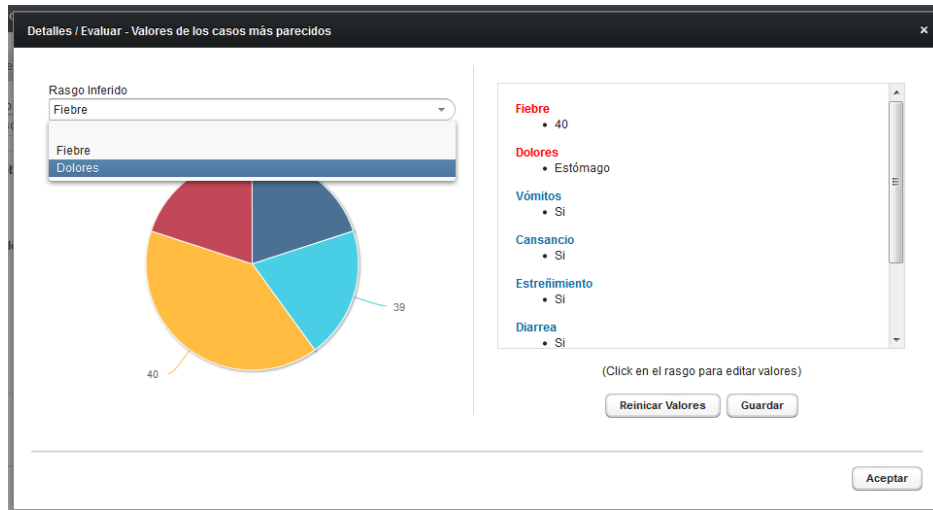 Detalles / Evaluar - Valores de los casos más parecidos
×
Rasgo Inferido
Fiebre
Fiebre
Dolores
39
40
Fiebre
• 40
Dolores
• Estómago
Vómitos
• Si
Cansancio
• Si
Estreñimiento
• Si
Diarrea
• Si
(Click en el rasgo para editar valores)
Reinicar Valores
Guardar
Aceptar